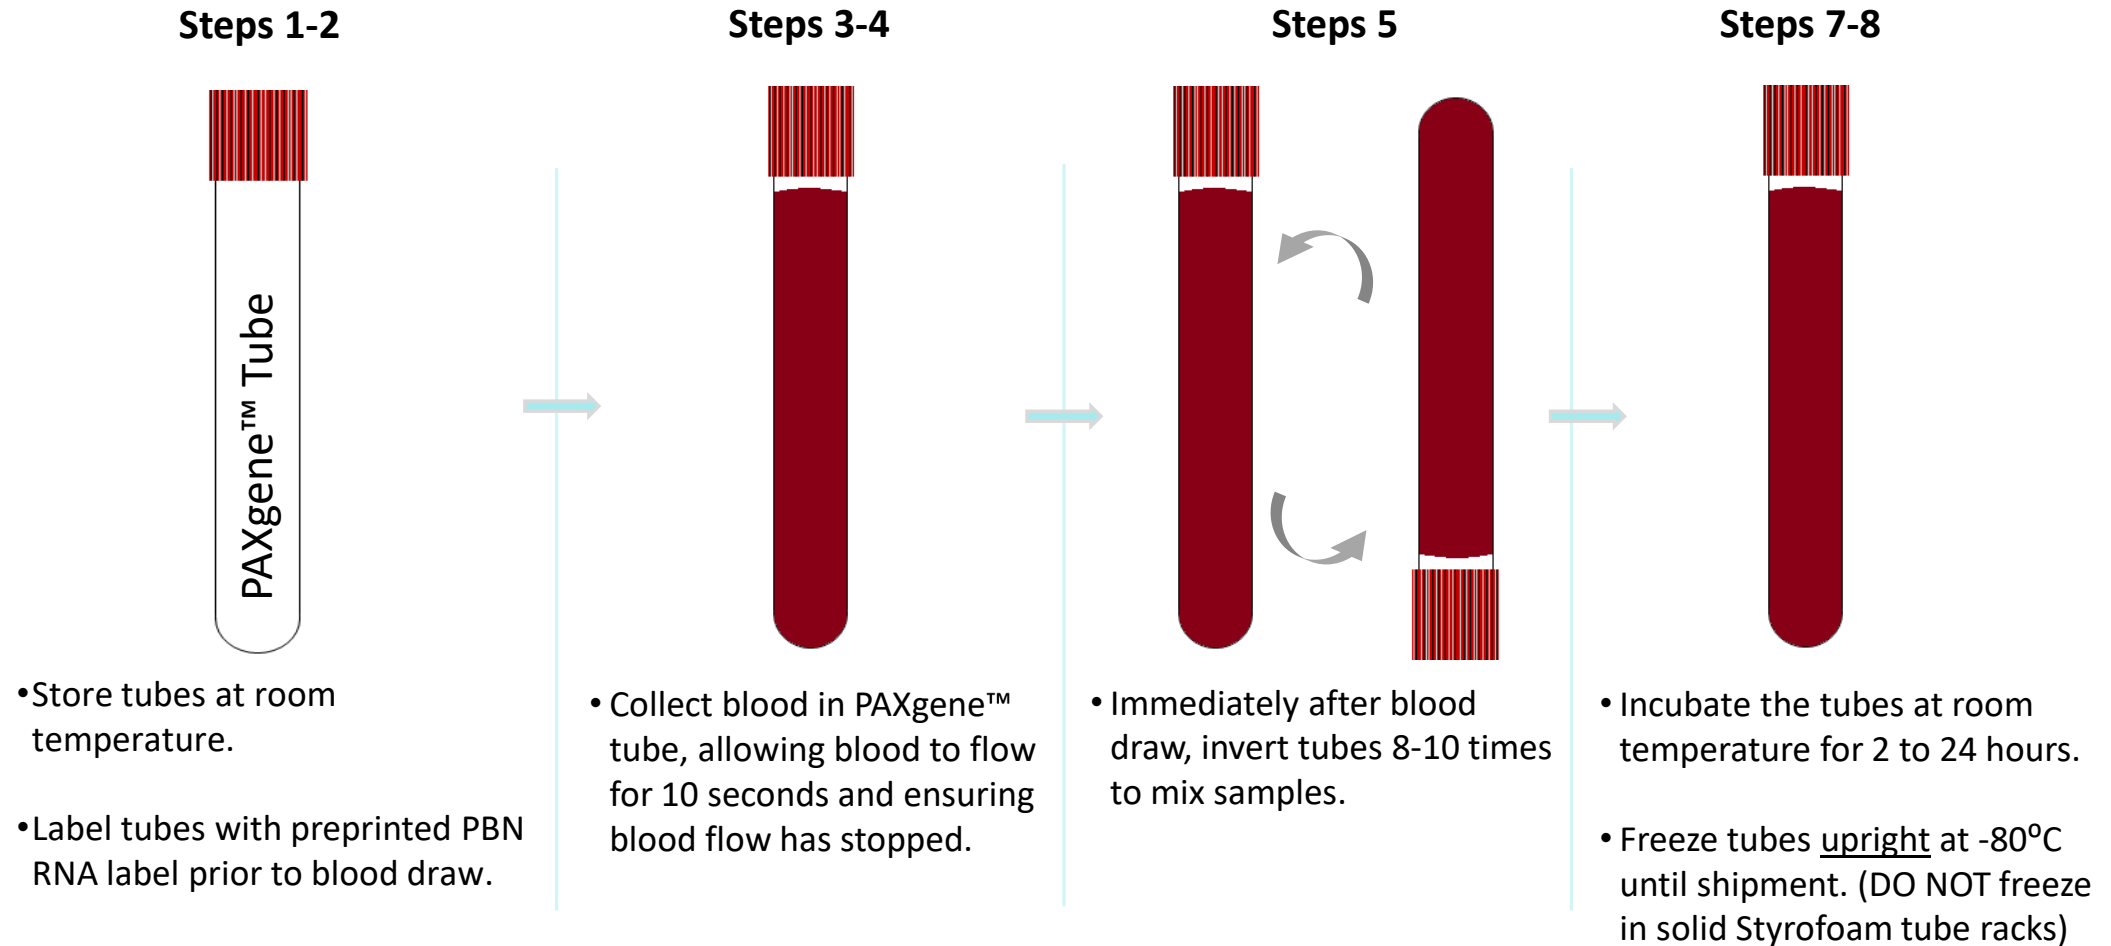 Steps 1-2
PAXgene™ Tube
•Store tubes at room
temperature.
•Label tubes with preprinted PBN
RNA label prior to blood draw.
Steps 3-4
• Collect blood in PAXgene™
tube, allowing blood to flow
for 10 seconds and ensuring
blood flow has stopped.
Steps 5
• Immediately after blood
draw, invert tubes 8-10 times
to mix samples.
Steps 7-8
• Incubate the tubes at room
temperature for 2 to 24 hours.
• Freeze tubes upright at -80⁰C
until shipment. (DO NOT freeze
in solid Styrofoam tube racks)